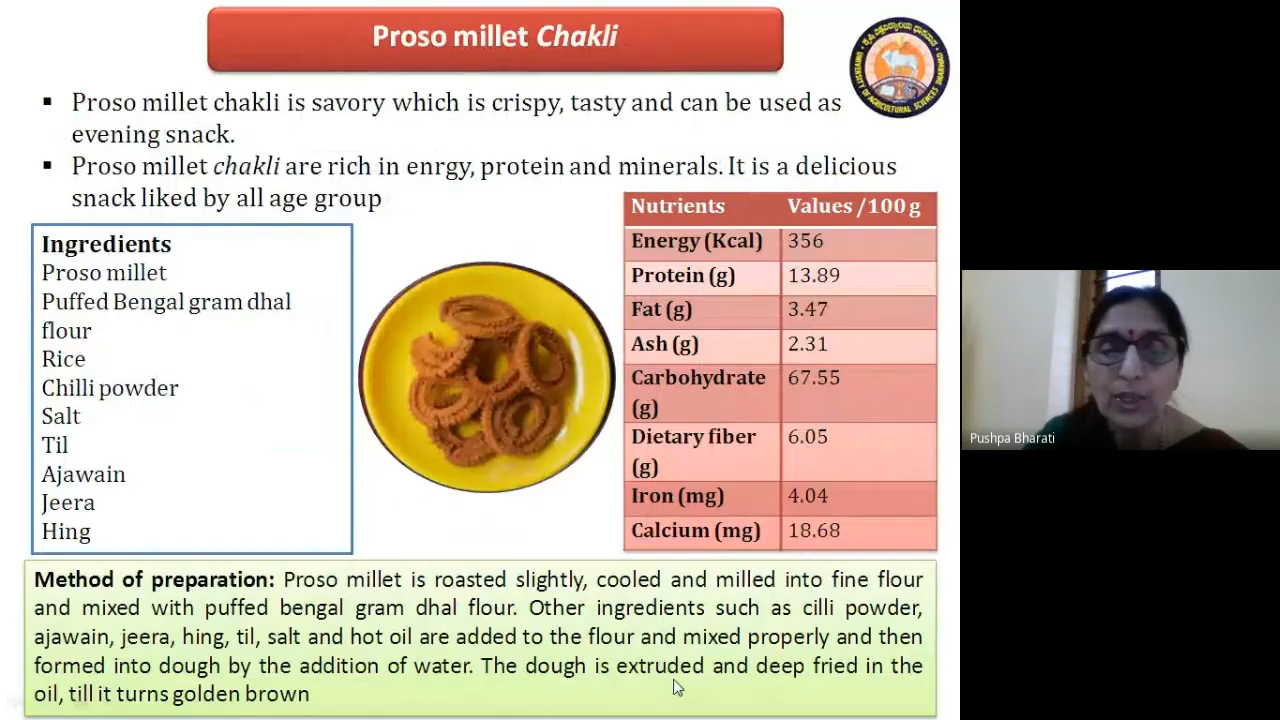 Proso millet Chakli
▪ Proso millet chakli is savory which is crispy, tasty and can be used as
evening snack.
▪ Proso millet chakli are rich in enrgy, protein and minerals. It is a delicious
snack liked by all age group
Ingredients
Proso millet
Puffed Bengal gram dhal
flour
Rice
Chilli powder
Salt
Til
Ajawain
Jeera
Hing
Nutrients Values /100 g
Energy (Kcal) 356
Protein (g) 13.89
Fat (g) 3.47
Ash (g) 2.31
Carbohydrate
(g) 67.55
Dietary fiber
(g) 6.05
Iron (mg) 4.04
Calcium (mg) 18.68
Method of preparation: Proso millet is roasted slightly, cooled and milled into fine flour
and mixed with puffed bengal gram dhal flour. Other ingredients such as cilli powder,
ajawain, jeera, hing, til, salt and hot oil are added to the flour and mixed properly and then
formed into dough by the addition of water. The dough is extruded and deep fried in the
oil, till it turns golden brown
UNIVERSITY OF AGRICULTURAL SCIENCES DHARWAD
Pushpa Bharati